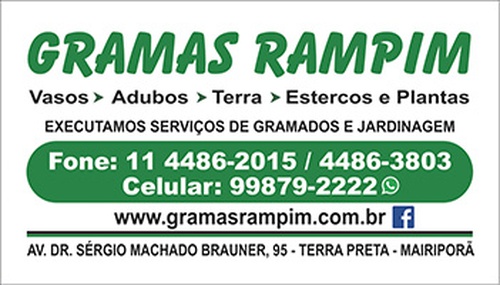 GRAMAS RAMPIM
Vasos ➤ Adubos ➤ Terra ➤ Estercos e Plantas
EXECUTAMOS SERVIÇOS DE GRAMADOS E JARDINAGEM
Fone: 11 4486-2015 / 4486-3803
Celular: 99879-2222
www.gramasrampim.com.br f
AV. DR. SÉRGIO MACHADO BRAUNER, 95 - TERRA PRETA - MAIRIPORÃ